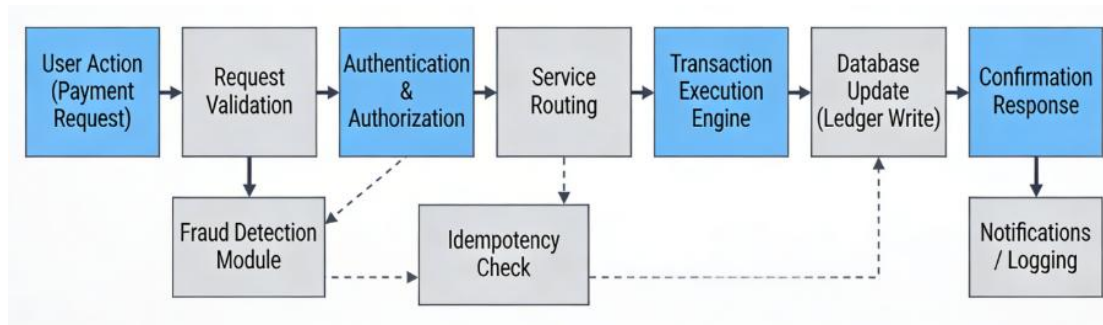 User Action
(Payment
Request)
Request
Validation
Authentication
&
Authorization
Service
Routing
Transaction
Execution
Engine
Database
Update
(Ledger Write)
Confirmation
Response
Fraud Detection
Module
Idempotency
Check
Notifications
/ Logging